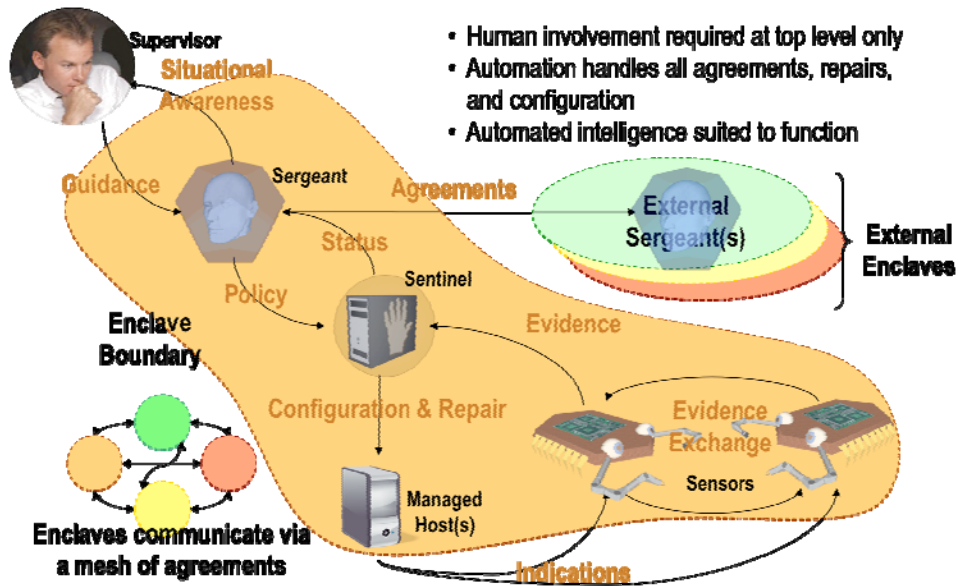 Supervisor
Situational
Awareness
• Human involvement required at top level only
• Automation handles all agreements, repairs,
and configuration
• Automated intelligence suited to function
Guidance
Sergeant
Agreements
External
Sergeant(s)
External
Enclaves
Status
Sentinel
Policy
Evidence
Enclave
Boundary
Configuration & Repair
Evidence
Exchange
Sensors
Managed
Host(s)
Enclaves communicate via
a mesh of agreements
Indications